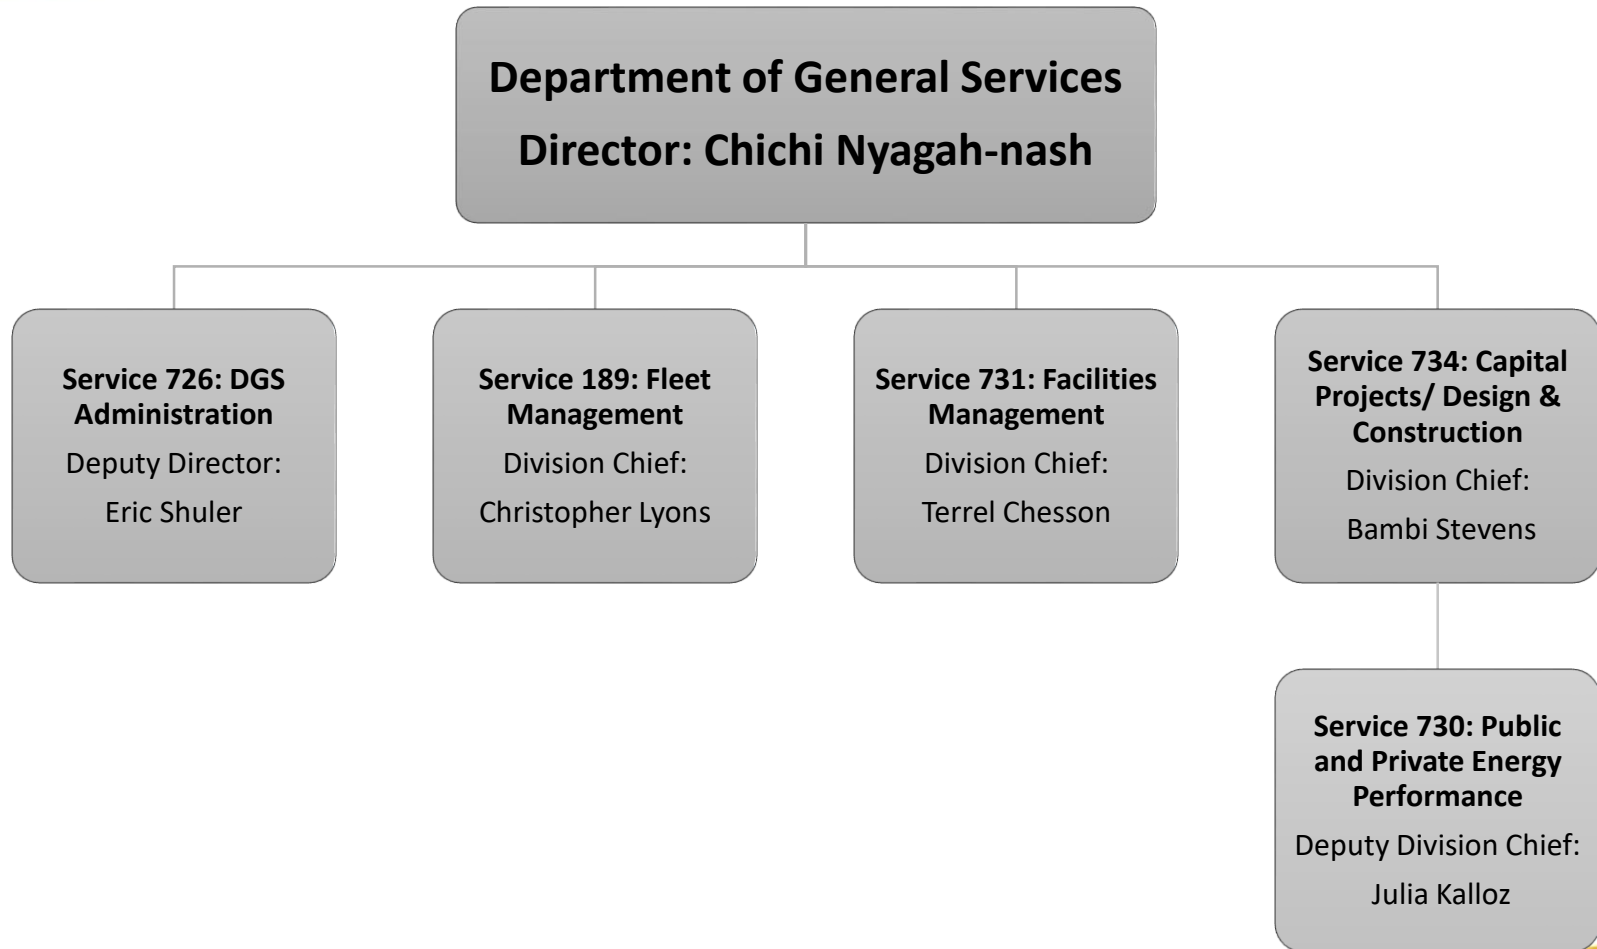 Department of General Services
Director: Chichi Nyagah-nash
Service 726: DGS
Administration
Deputy Director:
Eric Shuler
Service 189: Fleet
Management
Division Chief:
Christopher Lyons
Service 731: Facilities
Management
Division Chief:
Terrel Chesson
Service 734: Capital
Projects/ Design &
Construction
Division Chief:
Bambi Stevens
Service 730: Public
and Private Energy
Performance
Deputy Division Chief:
Julia Kalloz